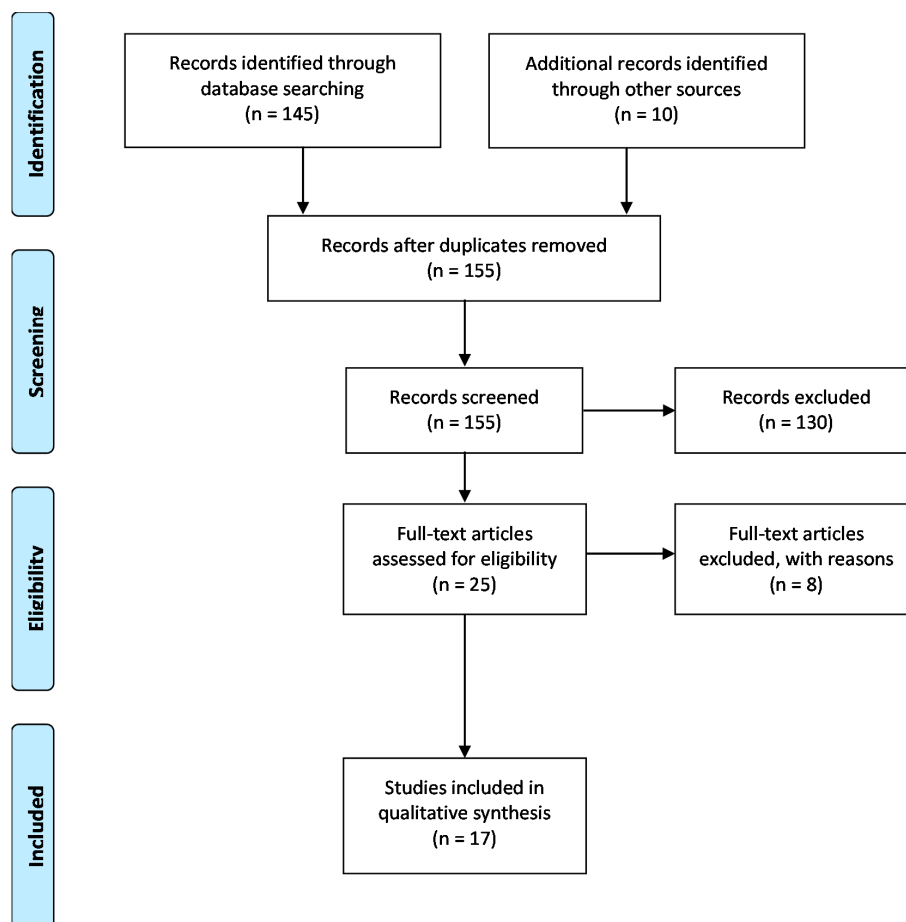 Identification
Records identified through
database searching
(n = 145)
Additional records identified
through other sources
(n = 10)
Records after duplicates removed
(n = 155)
Screening
Records screened
(n = 155)
Records excluded
(n = 130)
Eligibility
Full-text articles
assessed for eligibility
(n = 25)
Full-text articles
excluded, with reasons
(n = 8)
Included
Studies included in
qualitative synthesis
(n = 17)